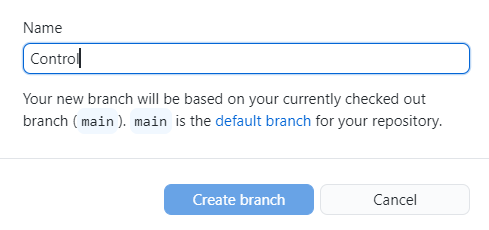 Name
Control
Your new branch will be based on your currently checked out
branch (main). main is the default branch for your repository.
Create branch
Cancel